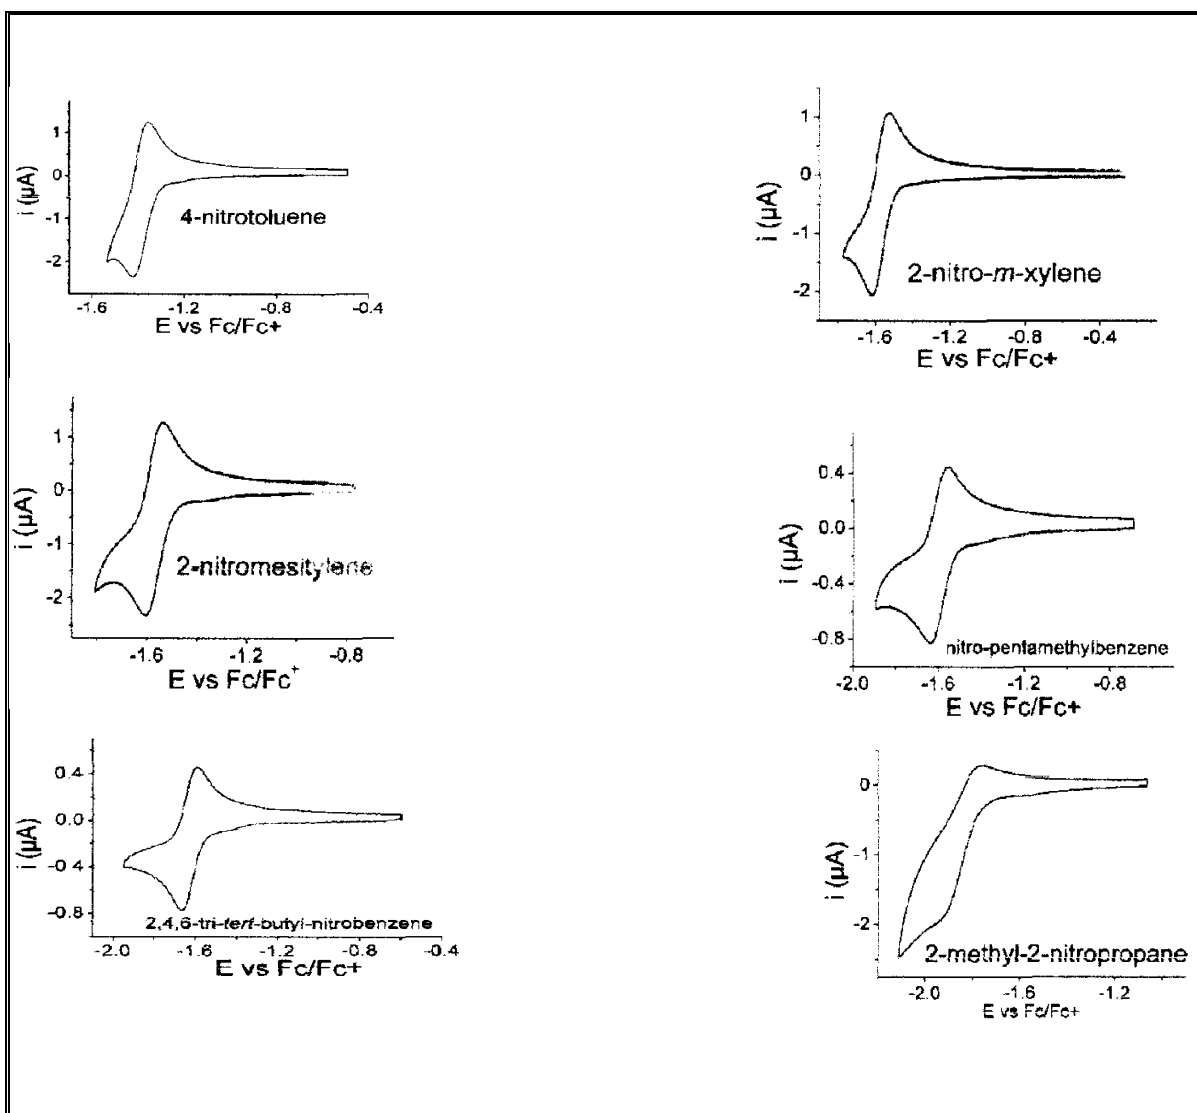 1
0
-1
-2
i (µA)
4-nitrotoluene
-1.6 -1.2 -0.8 -0.4
E vs Fc/Fc+
1
0
-1
-2
i (µA)
2-nitro-m-xylene
-1.6 -1.2 -0.8 -0.4
E vs Fc/Fc+
1
0
-1
-2
i (µA)
2-nitromesitylene
-1.6 -1.2 -0.8
E vs Fc/Fc+
0.4
0.0
-0.4
-0.8
i (µA)
nitro-pentamethylbenzene
-2.0 -1.6 -1.2 -0.8
E vs Fc/Fc+
0.4
0.0
-0.4
-0.8
i (µA)
2,4,6-tri-tert-butyl-nitrobenzene
-2.0 -1.6 -1.2 -0.8 -0.4
E vs Fc/Fc+
0
-1
-2
i (µA)
2-methyl-2-nitropropane
-2.0 -1.6 -1.2
E vs Fc/Fc+